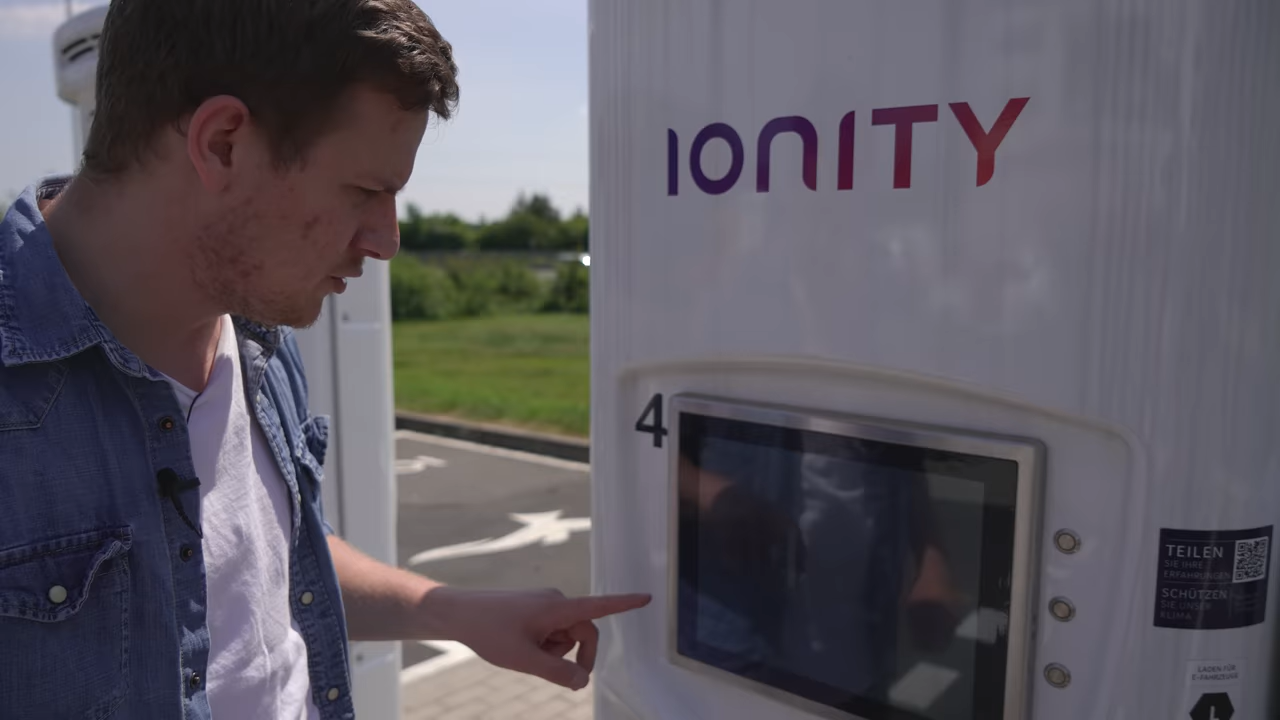 IONITY
4
TEILEN
SIE IHRE
ERFAHRUNGEN
SCHÜTZEN
SIE UNSER
KLIMA
LADEN FÜR
E-FAHRZEUGE